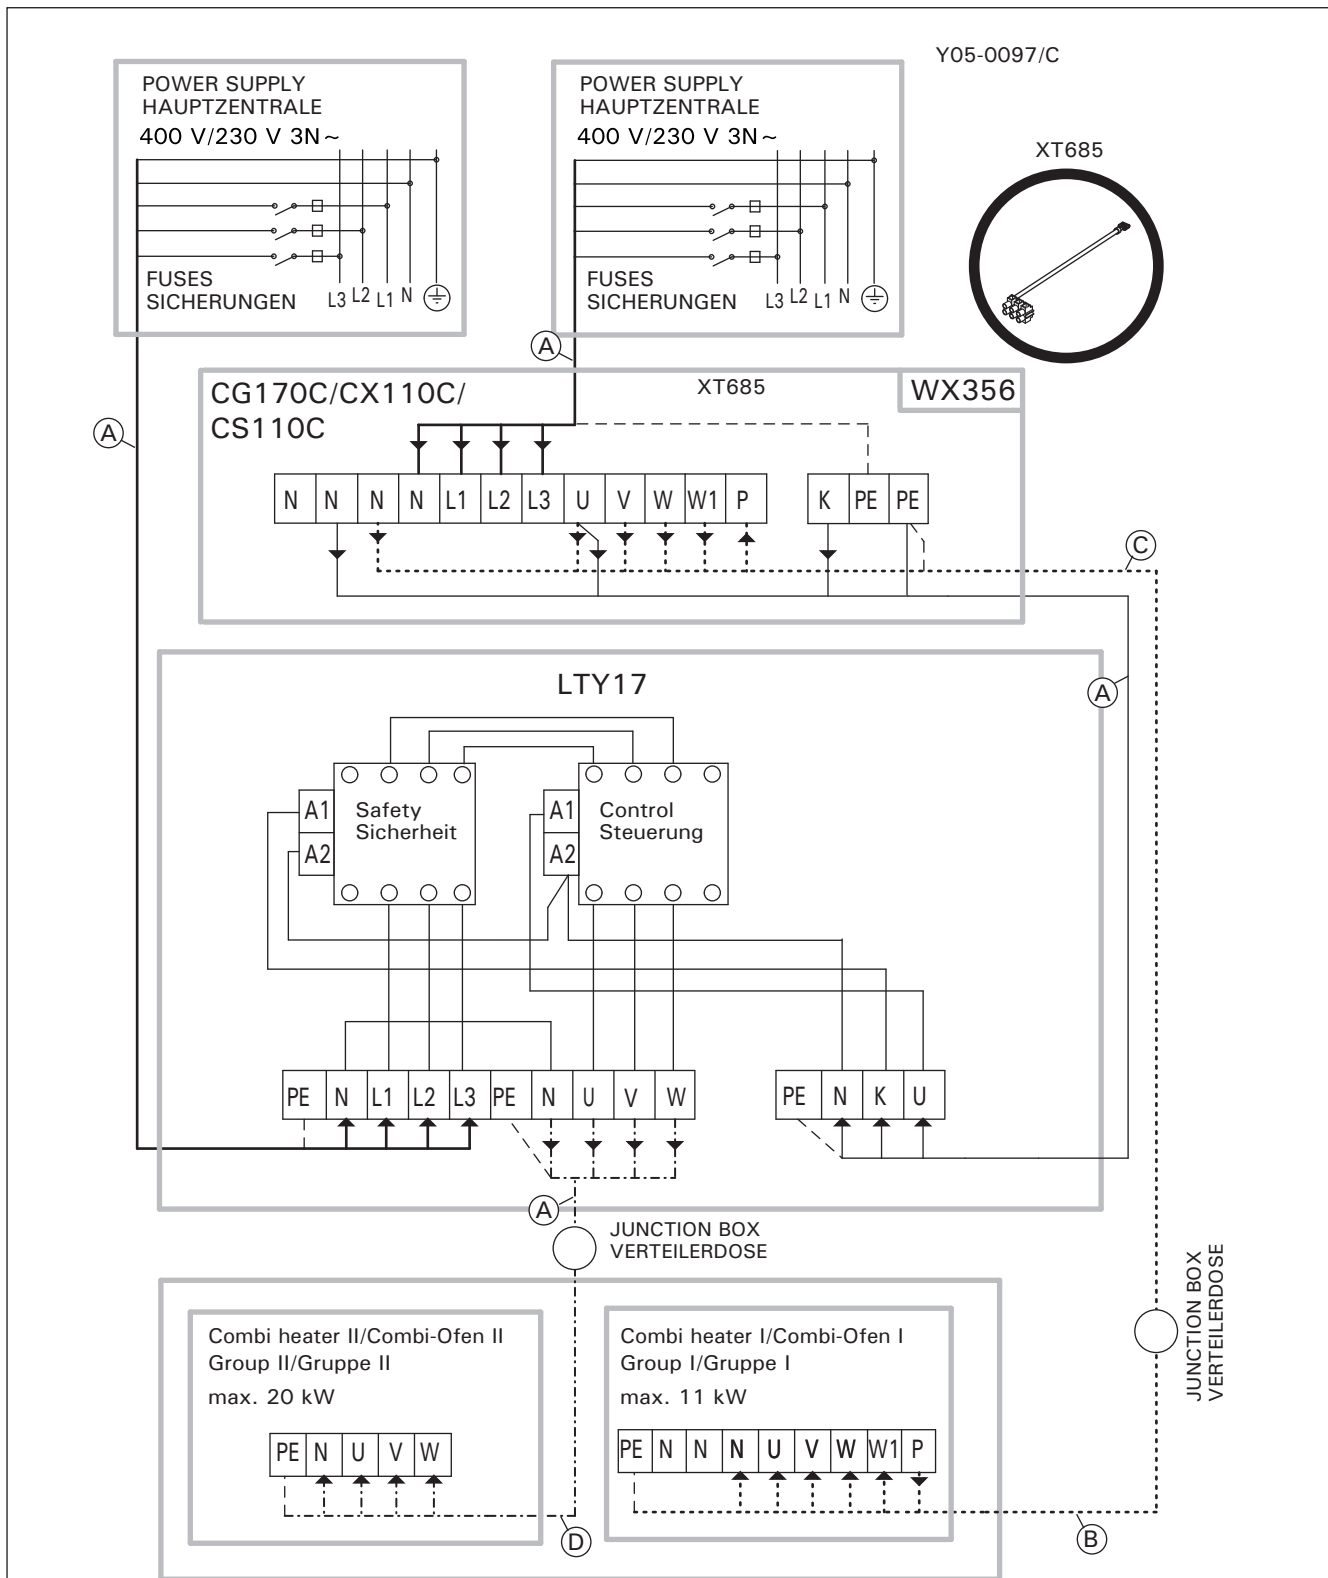 Y05-0097/C
POWER SUPPLY
HAUPTZENTRALE
400 V/230 V 3N~
FUSES
SICHERUNGEN
L3 L2 L1 N
POWER SUPPLY
HAUPTZENTRALE
400 V/230 V 3N~
FUSES
SICHERUNGEN
L3 L2 L1 N
XT685
A
A
CG170C/CX110C/
CS110C
XT685
WX356
N N N N L1 L2 L3 U V W W1 P
K PE PE
C
A
LTY17
A1
A2
Safety
Sicherheit
A1
A2
Control
Steuerung
PE N L1 L2 L3 PE N U V W
PE N K U
A
JUNCTION BOX
VERTEILERDOSE
JUNCTION BOX
VERTEILERDOSE
Combi heater II/Combi-Ofen II
Group II/Gruppe II
max. 20 kW
PE N U V W
D
Combi heater I/Combi-Ofen I
Group I/Gruppe I
max. 11 kW
PE N N N U V W W1 P
B